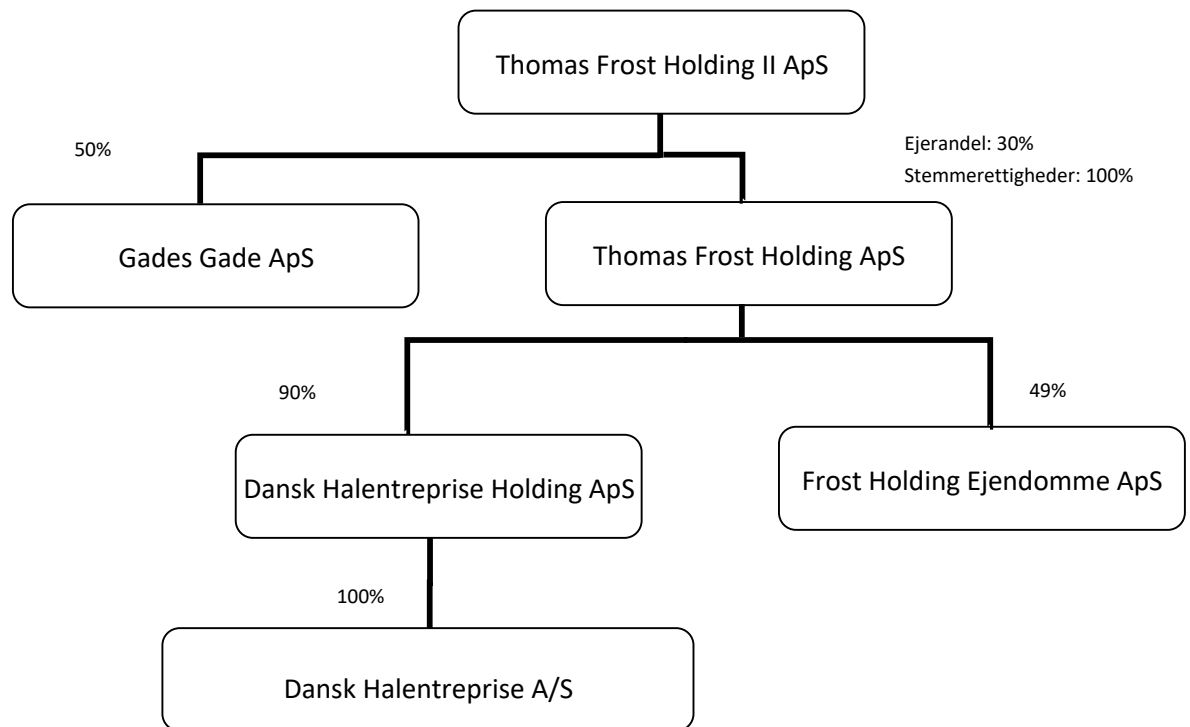 Thomas Frost Holding II ApS
50%
Ejerandel: 30%
Stemmerettigheder: 100%
Gades Gade ApS
Thomas Frost Holding ApS
90%
49%
Dansk Halentreprise Holding ApS
Frost Holding Ejendomme ApS
100%
Dansk Halentreprise A/S